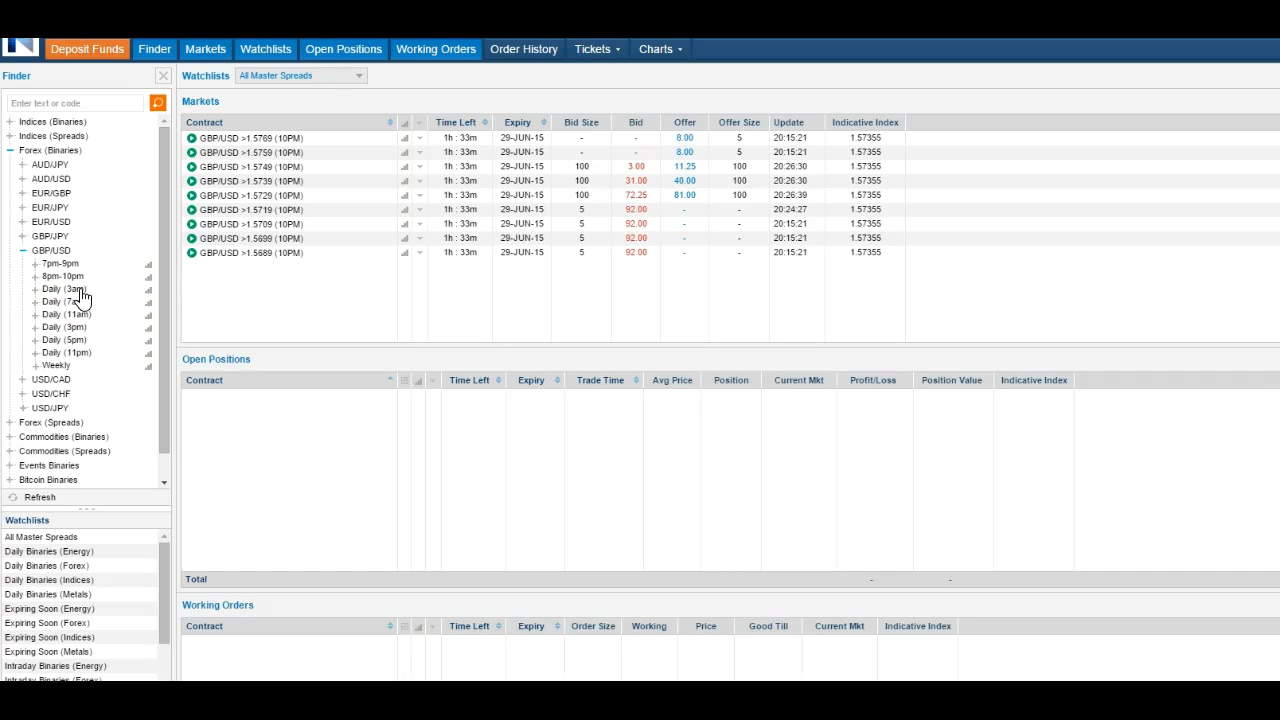 Deposit Funds Finder Markets Watchlists Open Positions Working Orders Order History Tickets Charts
Finder
Enter text or code
Indices (Binaries)
Indices (Spreads)
Forex (Binaries)
AUD/JPY
AUD/USD
EUR/GBP
EUR/JPY
EUR/USD
GBP/JPY
GBP/USD
7pm-9pm
8pm-10pm
Daily (3am)
Daily (7a
Daily (11am)
Daily (3pm)
Daily (5pm)
Daily (11pm)
Weekly
USD/CAD
USD/CHF
USD/JPY
Forex (Spreads)
Commodities (Binaries)
Commodities (Spreads)
Events Binaries
Bitcoin Binaries
Refresh
Watchlists
All Master Spreads
Daily Binaries (Energy)
Daily Binaries (Forex)
Daily Binaries (Indices)
Daily Binaries (Metals)
Expiring Soon (Energy)
Expiring Soon (Forex)
Expiring Soon (Indices)
Expiring Soon (Metals)
Intraday Binaries (Energy)
Intraday Binaries (Forex)
Watchlists All Master Spreads
Markets
Contract Time Left Expiry Bid Size Bid Offer Offer Size Update Indicative Index
GBP/USD >1.5769 (10PM) 1h : 33m 29-JUN-15 - - 8.00 5 20:15:21 1.57355
GBP/USD >1.5759 (10PM) 1h : 33m 29-JUN-15 - - 8.00 5 20:15:21 1.57355
GBP/USD >1.5749 (10PM) 1h : 33m 29-JUN-15 100 3.00 11.25 100 20:26:30 1.57355
GBP/USD >1.5739 (10PM) 1h : 33m 29-JUN-15 100 31.00 40.00 100 20:26:30 1.57355
GBP/USD >1.5729 (10PM) 1h : 33m 29-JUN-15 100 72.25 81.00 100 20:26:39 1.57355
GBP/USD >1.5719 (10PM) 1h : 33m 29-JUN-15 5 92.00 - - 20:24:27 1.57355
GBP/USD >1.5709 (10PM) 1h : 33m 29-JUN-15 5 92.00 - - 20:15:21 1.57355
GBP/USD >1.5699 (10PM) 1h : 33m 29-JUN-15 5 92.00 - - 20:15:21 1.57355
GBP/USD >1.5689 (10PM) 1h : 33m 29-JUN-15 5 92.00 - - 20:15:21 1.57355
Open Positions
Contract Time Left Expiry Trade Time Avg Price Position Current Mkt Profit/Loss Position Value Indicative Index
Total - -
Working Orders
Contract Time Left Expiry Order Size Working Price Good Till Current Mkt Indicative Index